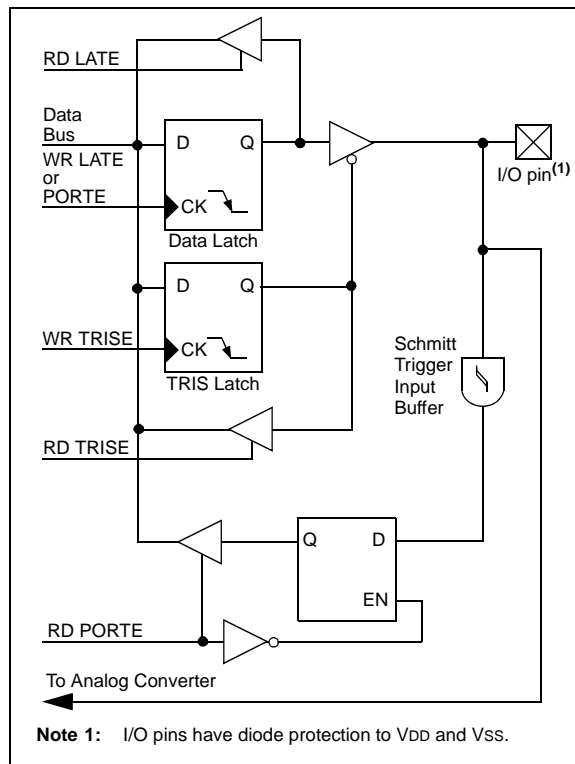 RD LATE
Data
Bus
WR LATE
or
PORTE
D Q
CK
Data Latch
I/O pin(1)
D Q
WR TRISE
CK
TRIS Latch
Schmitt
Trigger
Input
Buffer
RD TRISE
Q D
EN
RD PORTE
To Analog Converter
Note 1: I/O pins have diode protection to VDD and VSS.